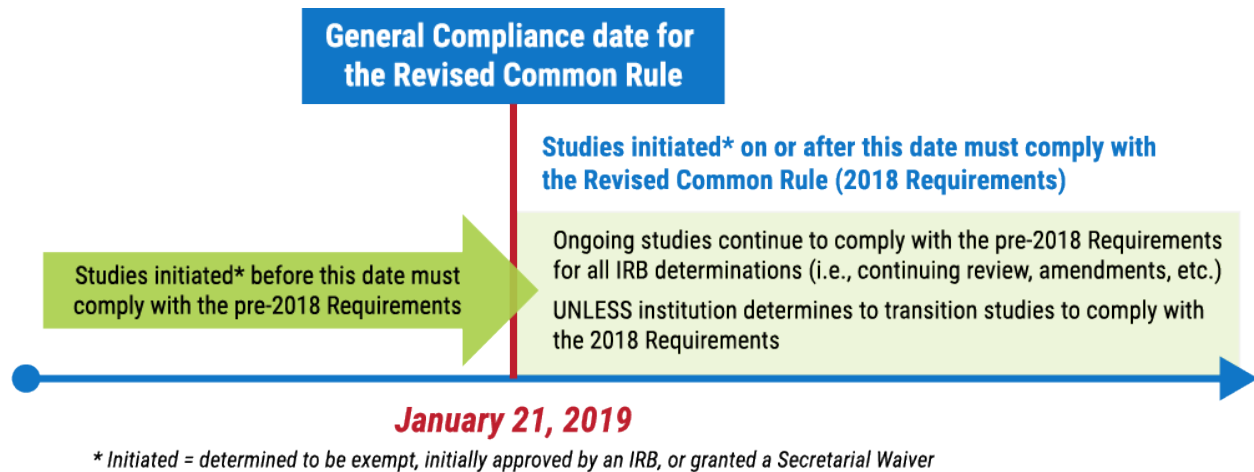 General Compliance date for
the Revised Common Rule
Studies initiated* on or after this date must comply with
the Revised Common Rule (2018 Requirements)
Studies initiated* before this date must
comply with the pre-2018 Requirements
Ongoing studies continue to comply with the pre-2018 Requirements
for all IRB determinations (i.e., continuing review, amendments, etc.)
UNLESS institution determines to transition studies to comply with
the 2018 Requirements
January 21, 2019
* Initiated = determined to be exempt, initially approved by an IRB, or granted a Secretarial Waiver